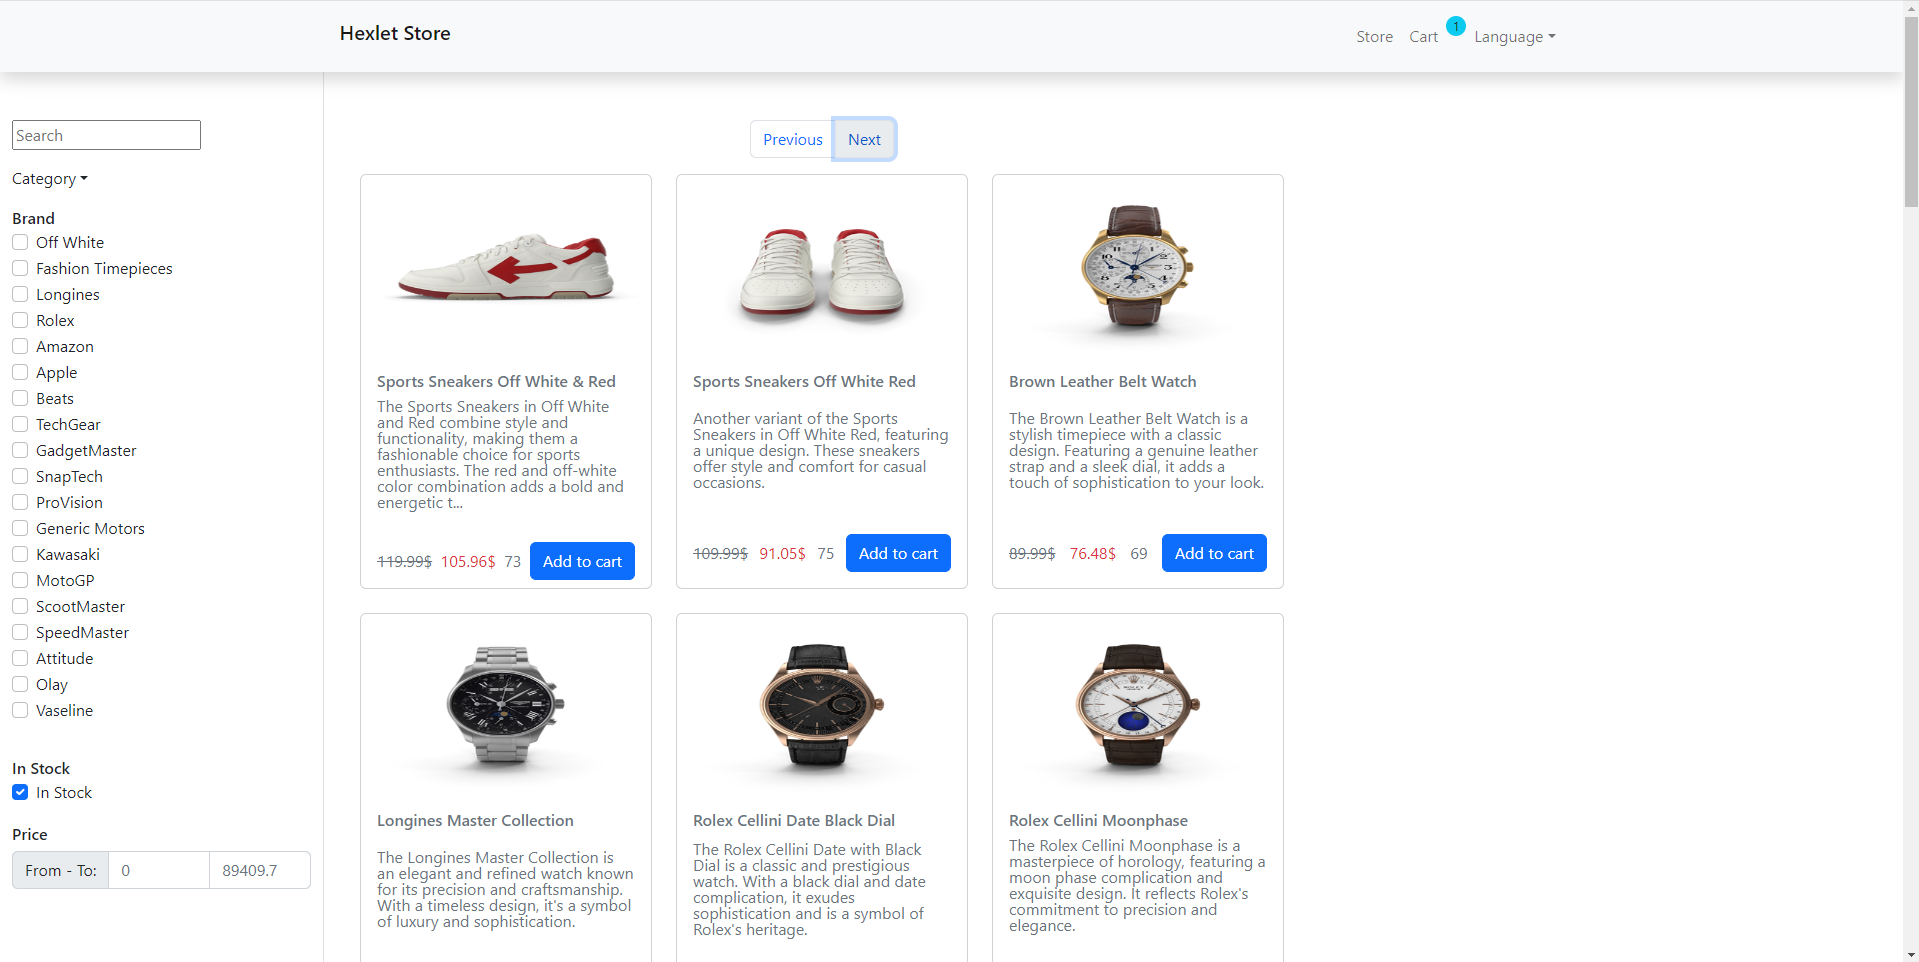 Hexlet Store
Store Cart 1 Language
Search
Category
Brand
Off White
Fashion Timepieces
Longines
Rolex
Amazon
Apple
Beats
TechGear
GadgetMaster
SnapTech
ProVision
Generic Motors
Kawasaki
MotoGP
ScootMaster
SpeedMaster
Attitude
Olay
Vaseline
In Stock
In Stock
Price
From - To: 0 89409.7
Previous Next
Sports Sneakers Off White & Red
The Sports Sneakers in Off White
and Red combine style and
functionality, making them a
fashionable choice for sports
enthusiasts. The red and off-white
color combination adds a bold and
energetic t...
119.99$ 105.96$ 73 Add to cart
Sports Sneakers Off White Red
Another variant of the Sports
Sneakers in Off White Red, featuring
a unique design. These sneakers
offer style and comfort for casual
occasions.
109.99$ 91.05$ 75 Add to cart
Brown Leather Belt Watch
The Brown Leather Belt Watch is a
stylish timepiece with a classic
design. Featuring a genuine leather
strap and a sleek dial, it adds a
touch of sophistication to your look.
89.99$ 76.48$ 69 Add to cart
Longines Master Collection
The Longines Master Collection is
an elegant and refined watch known
for its precision and craftsmanship.
With a timeless design, it's a symbol
of luxury and sophistication.
Rolex Cellini Date Black Dial
The Rolex Cellini Date with Black
Dial is a classic and prestigious
watch. With a black dial and date
complication, it exudes
sophistication and is a symbol of
Rolex's heritage.
ROLEX
Rolex Cellini Moonphase
The Rolex Cellini Moonphase is a
masterpiece of horology, featuring a
moon phase complication and
exquisite design. It reflects Rolex's
commitment to precision and
elegance.